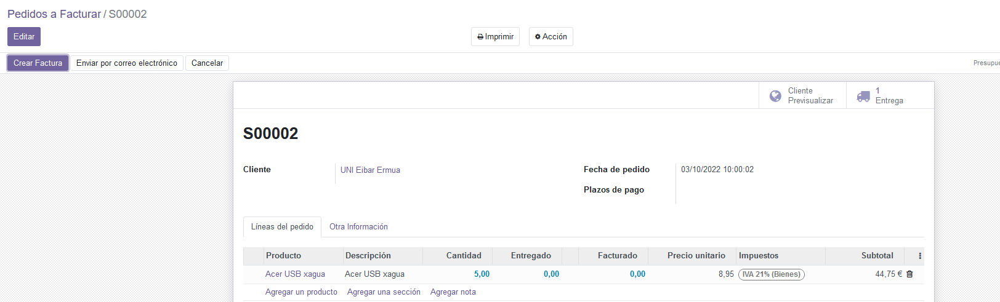 Pedidos a Facturar / S00002
Editar
Imprimir
Acción
Crear Factura
Enviar por correo electrónico
Cancelar
Presupue
Cliente
Previsualizar
1
Entrega
S00002
Cliente
UNI Eibar Ermua
Fecha de pedido
03/10/2022 10:00:02
Plazos de pago
Líneas del pedido
Otra Información
Producto Descripción Cantidad Entregado Facturado Precio unitario Impuestos Subtotal
Acer USB xagua Acer USB xagua 5,00 0,00 0,00 8,95 IVA 21% (Bienes) 44,75 €
Agregar un producto Agregar una sección Agregar nota